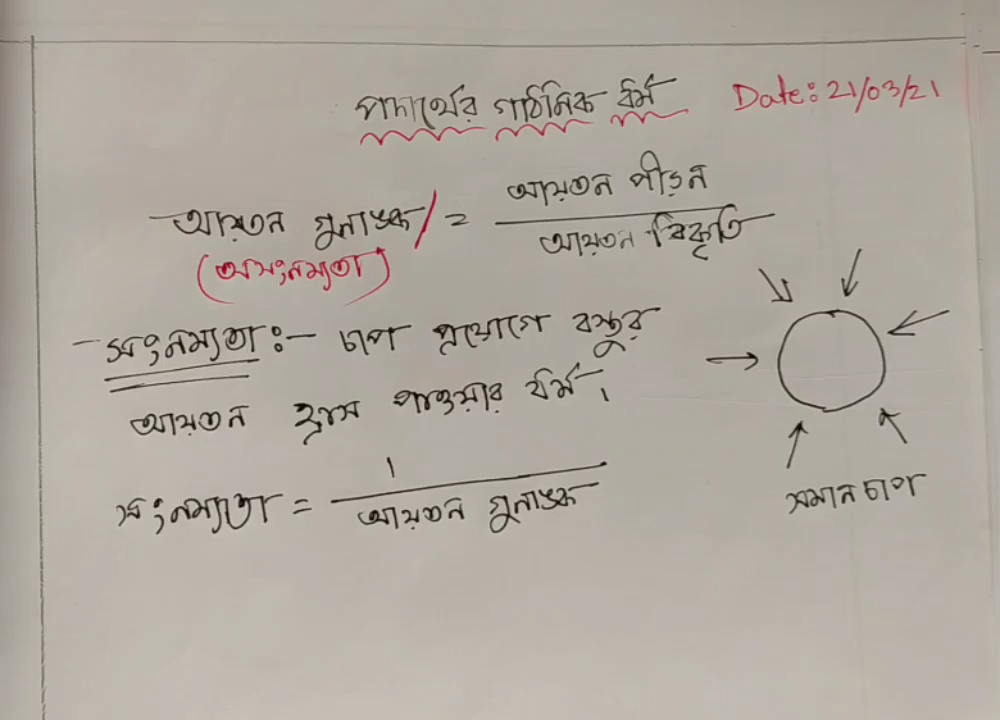 পদার্থের গাঠনিক ধর্ম Date: 21/03/21
আয়তন গুনাঙ্ক / = আয়তন পীড়ন
আয়তন বিকৃতি
(অসংনম্যতা)
সংনম্যতা :- চাপ প্রয়োগে বস্তুর
আয়তন হ্রাস পাওয়ার ধর্ম।
সংনম্যতা = 1
আয়তন গুনাঙ্ক
সমান চাপ